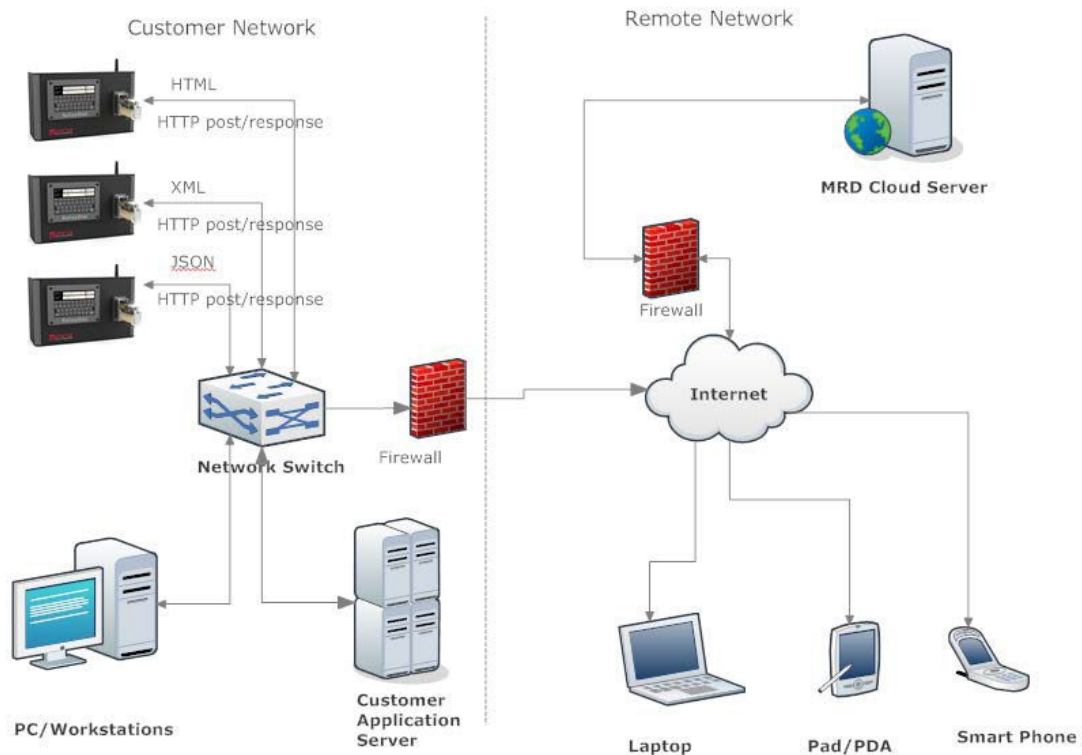 Customer Network
Remote Network
HTML
HTTP post/response
XML
HTTP post/response
JSON
HTTP post/response
MRD Cloud Server
Firewall
Internet
Firewall
Network Switch
PC/Workstations
Customer
Application
Server
Laptop
Pad/PDA
Smart Phone